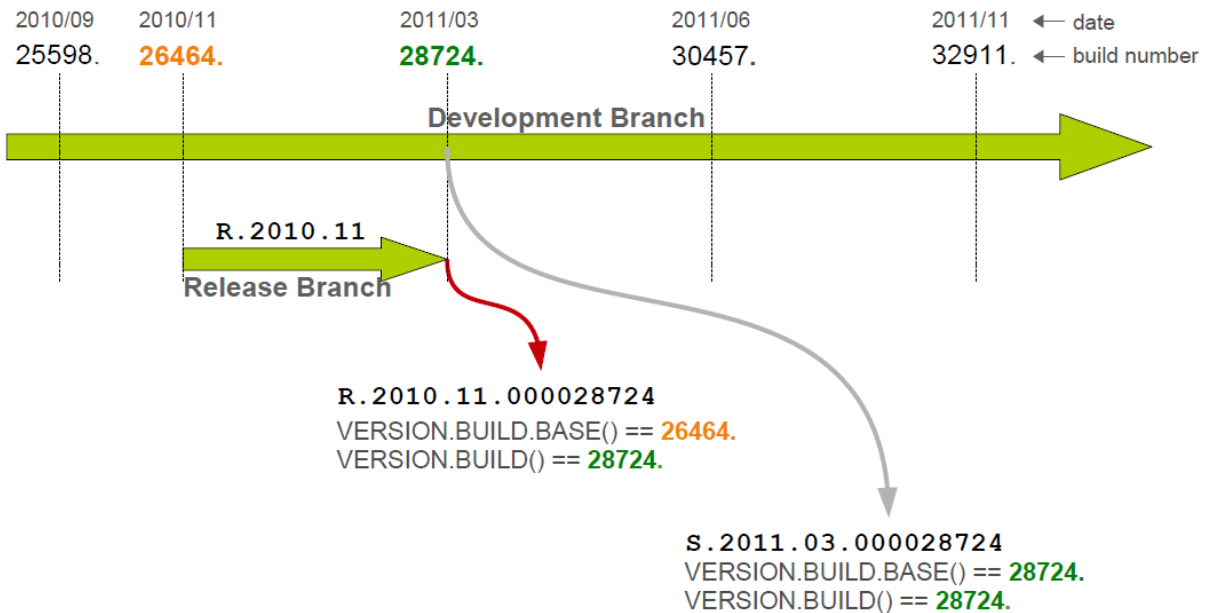 2010/09 2010/11 2011/03 2011/06 2011/11 ← date
25598. 26464. 28724. 30457. 32911. ← build number
Development Branch
R.2010.11
Release Branch
R.2010.11.000028724
VERSION.BUILD.BASE() == 26464.
VERSION.BUILD() == 28724.
S.2011.03.000028724
VERSION.BUILD.BASE() == 28724.
VERSION.BUILD() == 28724.